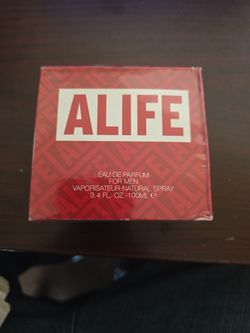 ALIFE
EAU DE PARFUM
FOR MEN
VAPORISATEUR-NATURAL SPRAY
3.4 FL. OZ.-100ML ℮